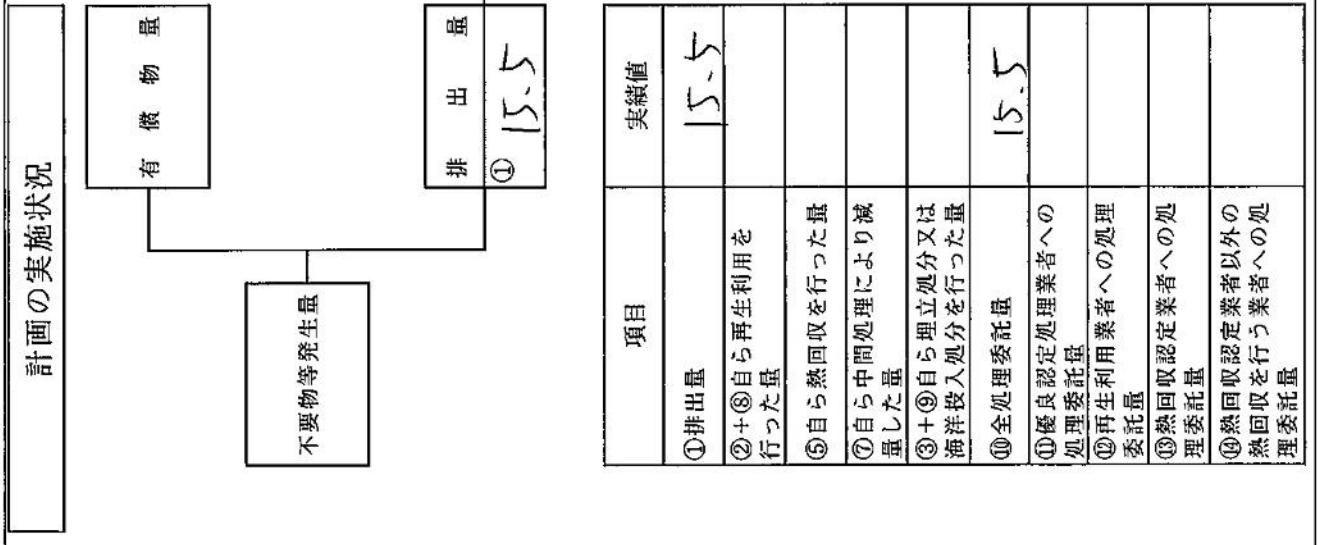 計画の実施状況
有償物量
不要物等発生量
排出量
① 15.5
項目 実績値
①排出量 15.5
②+⑧自ら再生利用を
行った量
⑤自ら熱回収を行った量
⑦自ら中間処理により減
量した量
③+⑨自ら埋立処分又は
海洋投入処分を行った量
⑩全処理委託量 15.5
⑪優良認定処理業者への
処理委託量
⑫再生利用業者への処理
委託量
⑬熱回収認定業者への処
理委託量
⑭熱回収認定業者以外の
熱回収を行う業者への処
理委託量